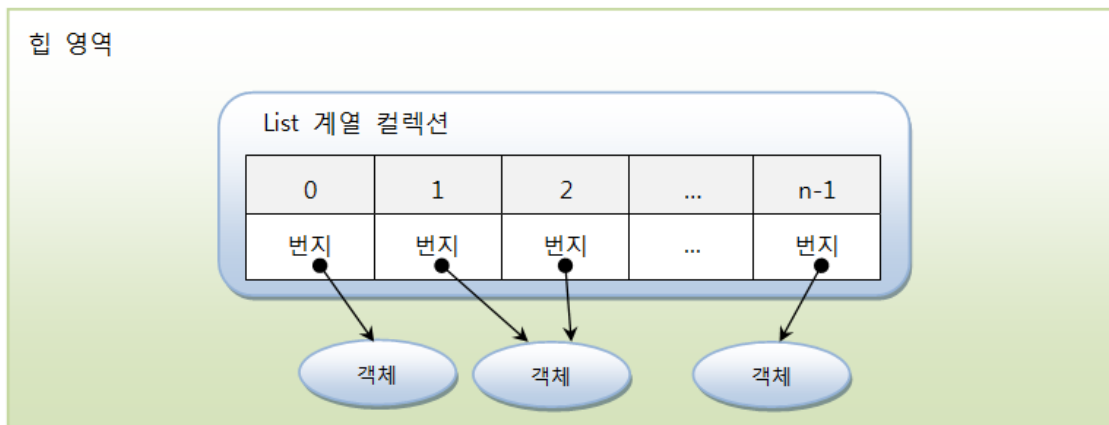 힙 영역
List 계열 컬렉션
0 1 2 ... n-1
번지 번지 번지 ... 번지
객체 객체 객체